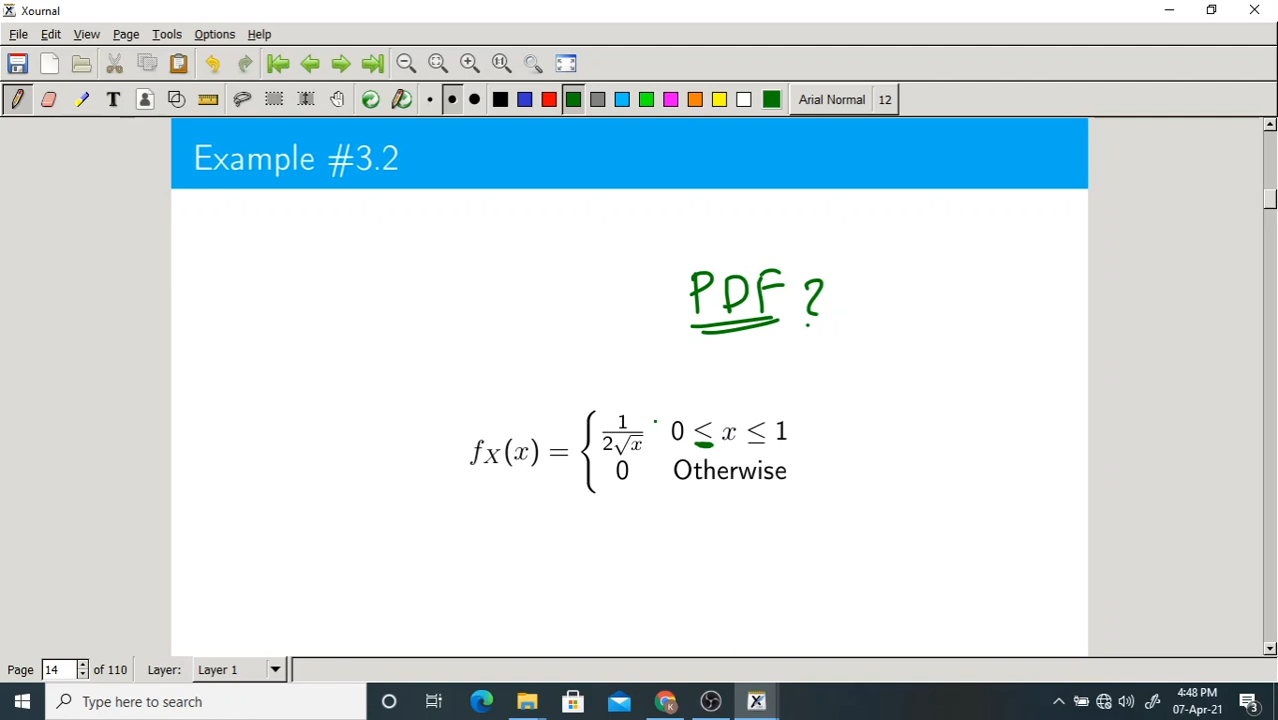 Xournal
File Edit View Page Tools Options Help
T Arial Normal 12
Example #3.2
PDF ?
f_X(x) = { 1/(2√x) 0 ≤ x ≤ 1
0 Otherwise
Page 14 of 110 Layer: Layer 1
Type here to search
4:48 PM
07-Apr-21
3